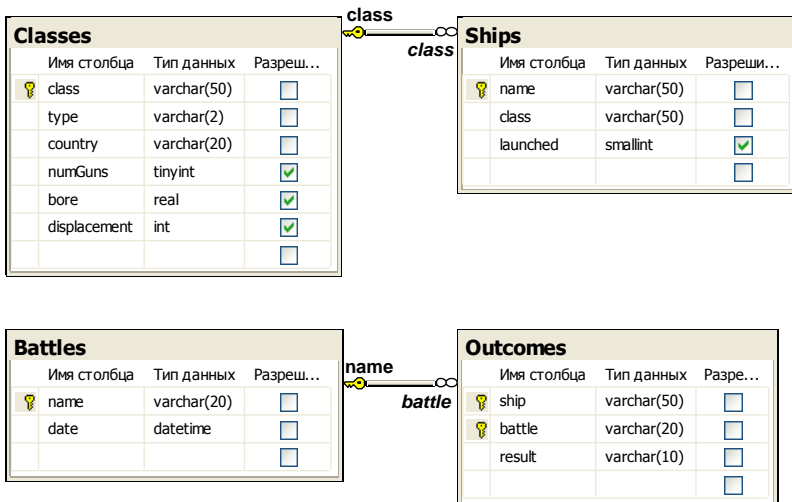 Classes
Имя столбца Тип данных Разреш...
class varchar(50)
type varchar(2)
country varchar(20)
numGuns tinyint
bore real
displacement int
class
class
Ships
Имя столбца Тип данных Разреши...
name varchar(50)
class varchar(50)
launched smallint
Battles
Имя столбца Тип данных Разреш...
name varchar(20)
date datetime
name
battle
Outcomes
Имя столбца Тип данных Разре...
ship varchar(50)
battle varchar(20)
result varchar(10)